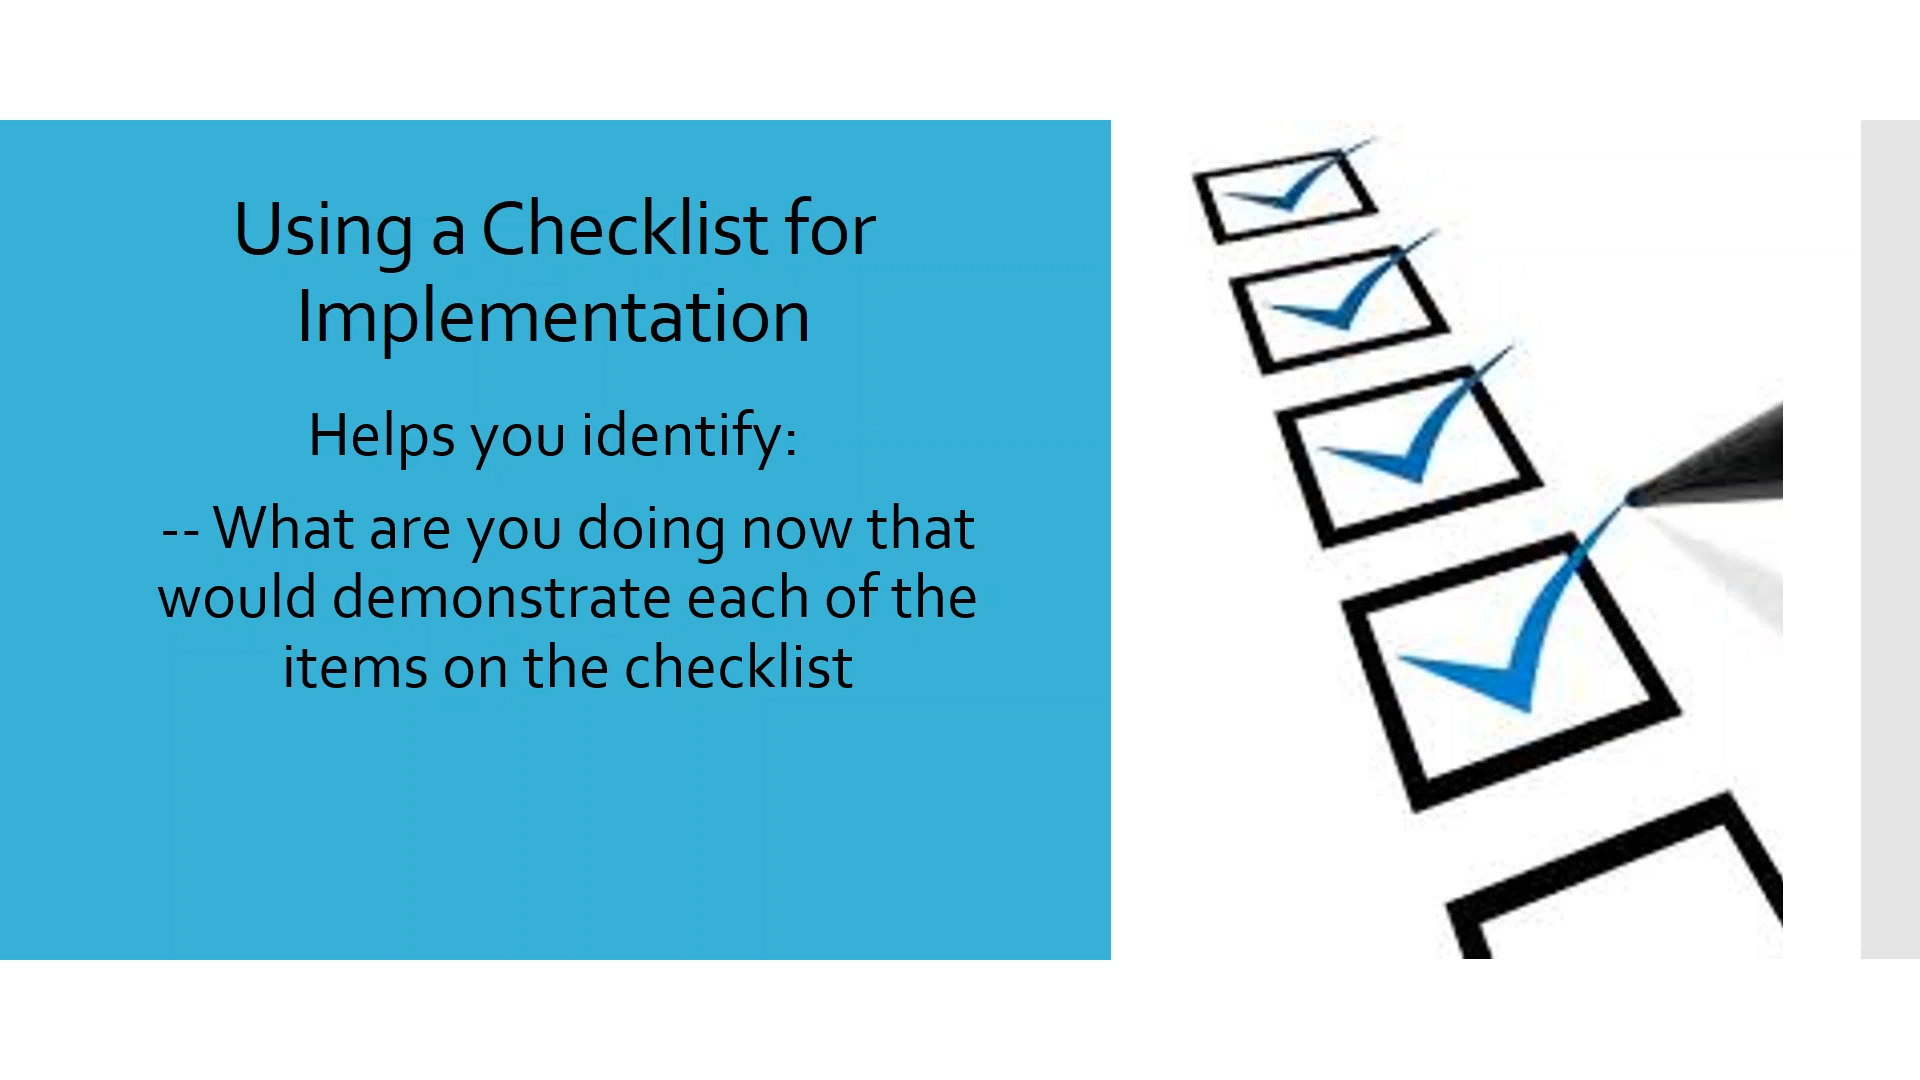 Using a Checklist for
Implementation
Helps you identify:
-- What are you doing now that
would demonstrate each of the
items on the checklist